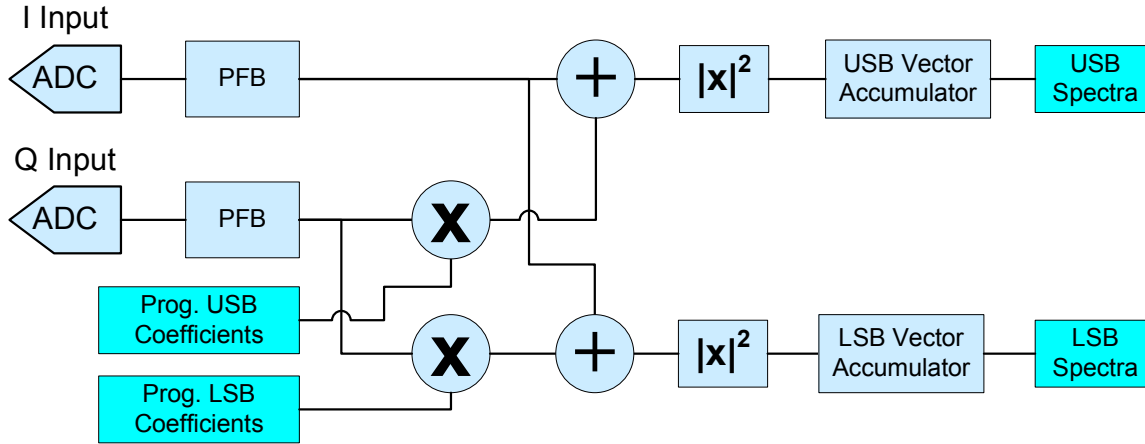 I Input
ADC
PFB
+
|x|²
USB Vector
Accumulator
USB
Spectra
Q Input
ADC
PFB
X
Prog. USB
Coefficients
X
+
|x|²
LSB Vector
Accumulator
LSB
Spectra
Prog. LSB
Coefficients